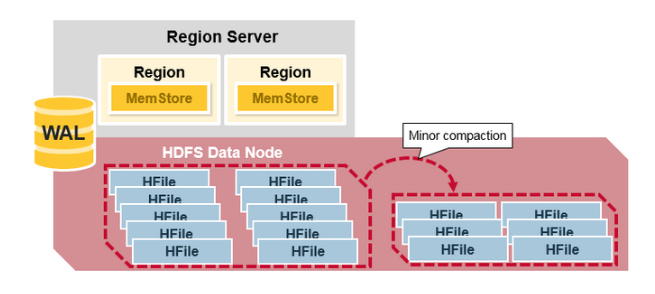 Region Server
Region Region
MemStore MemStore
WAL
Minor compaction
HDFS Data Node
HFile HFile
HFile HFile
HFile HFile
HFile HFile
HFile HFile
HFile HFile
HFile HFile
HFile HFile